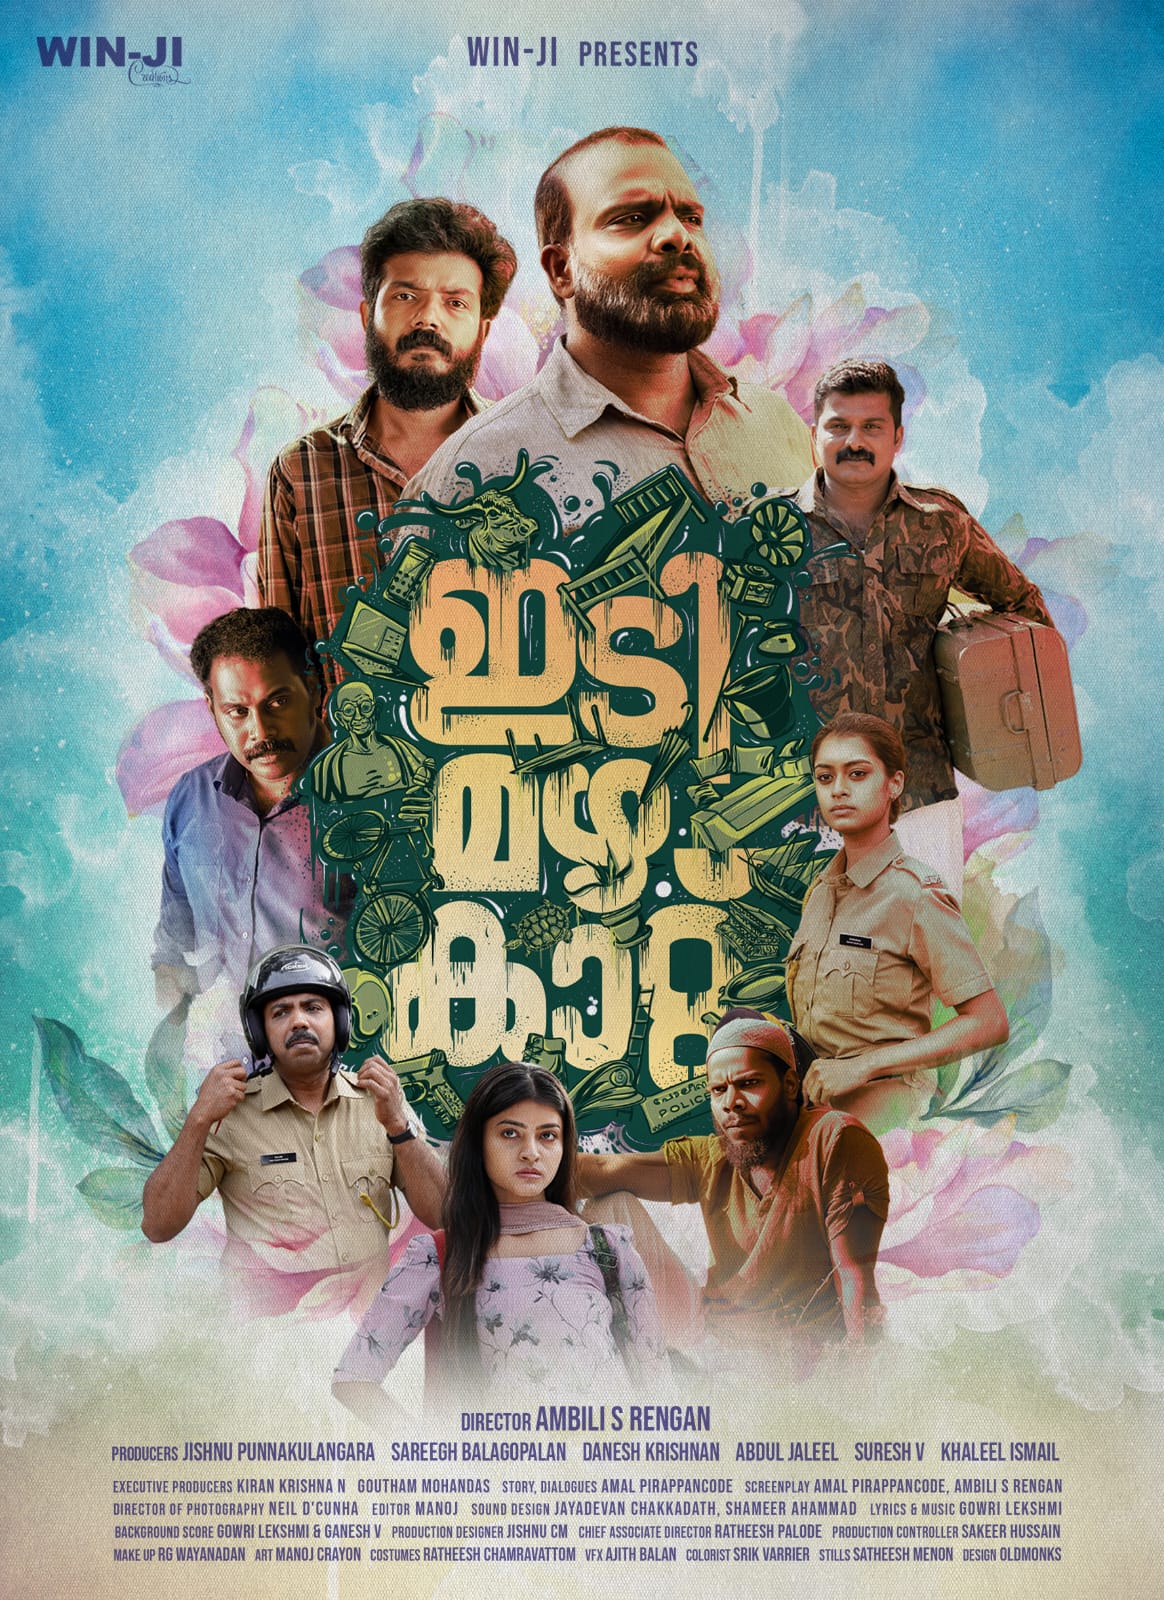 WIN-JI
Creations
WIN-JI PRESENTS
ഇടി
മഴ
കാറ്റ്
പോലീസ്
POLICE
DIRECTOR AMBILI S RENGAN
PRODUCERS JISHNU PUNNAKULANGARA SAREEGH BALAGOPALAN DANESH KRISHNAN ABDUL JALEEL SURESH V KHALEEL ISMAIL
EXECUTIVE PRODUCERS KIRAN KRISHNA N GOUTHAM MOHANDAS STORY, DIALOGUES AMAL PIRAPPANCODE SCREENPLAY AMAL PIRAPPANCODE, AMBILI S RENGAN
DIRECTOR OF PHOTOGRAPHY NEIL D'CUNHA EDITOR MANOJ SOUND DESIGN JAYADEVAN CHAKKADATH, SHAMEER AHAMMAD LYRICS & MUSIC GOWRI LEKSHMI
BACKGROUND SCORE GOWRI LEKSHMI & GANESH V PRODUCTION DESIGNER JISHNU CM CHIEF ASSOCIATE DIRECTOR RATHEESH PALODE PRODUCTION CONTROLLER SAKEER HUSSAIN
MAKE UP RG WAYANADAN ART MANOJ CRAYON COSTUMES RATHEESH CHAMRAVATTOM VFX AJITH BALAN COLORIST SRIK VARRIER STILLS SATHEESH MENON DESIGN OLDMONKS